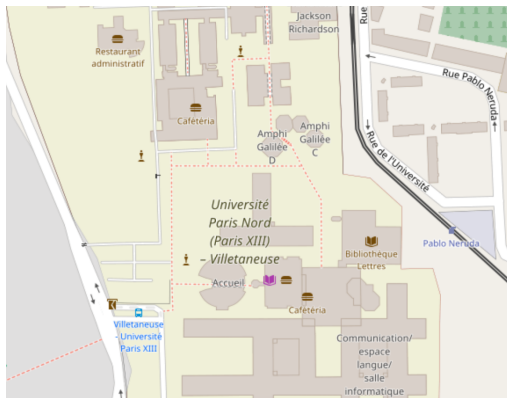 Jackson
Richardson
Rue
Restaurant
administratif
Rue Pablo Neruda
Cafétéria
Amphi
Galilée
D
Amphi
Galilée
C
Rue de l'Université
Université
Paris Nord
(Paris XIII)
– Villetaneuse
Pablo Neruda
Bibliothèque
Lettres
Accueil
Cafétéria
Villetaneuse
- Université
Paris XIII
Communication/
espace
langue/
salle
informatique